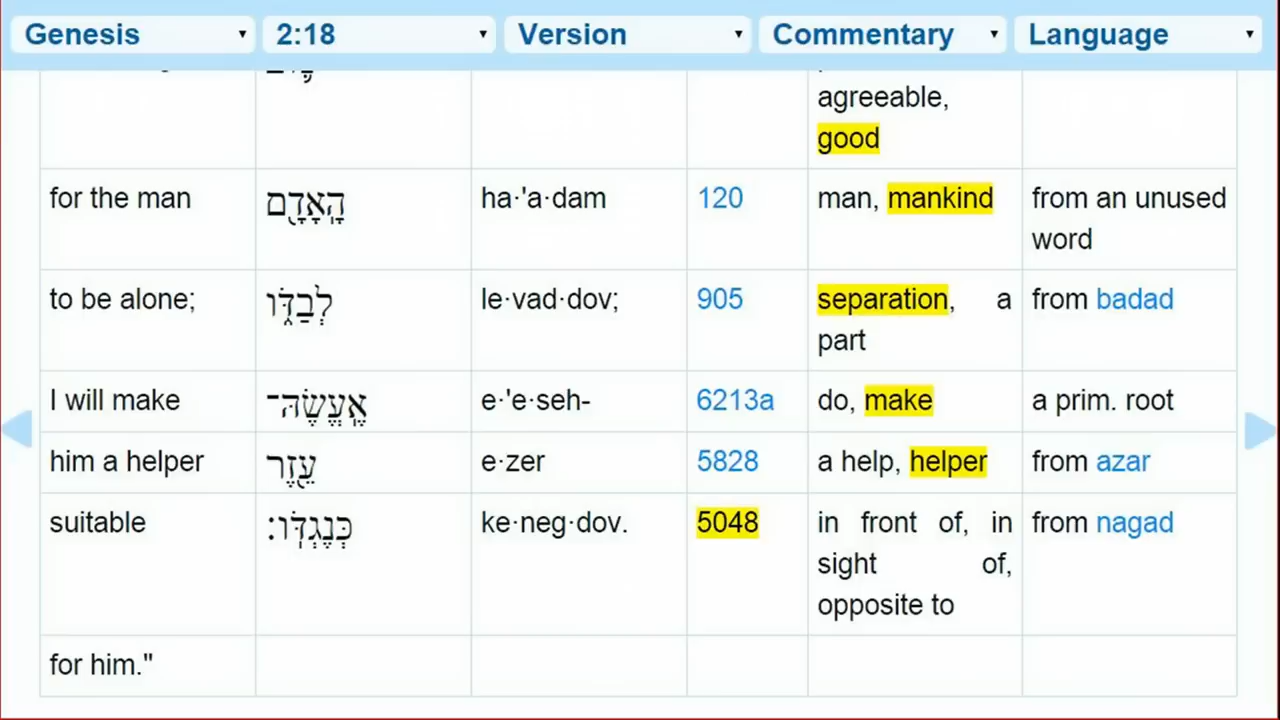 Genesis 2:18 Version Commentary Language
agreeable,
good
for the man הָֽאָדָ֖ם ha·'a·dam 120 man, mankind from an unused
word
to be alone; לְבַדֹּ֑ו le·vad·dov; 905 separation, a from badad
part
I will make אֶֽעֱשֶׂהּ־ e·'e·seh- 6213a do, make a prim. root
him a helper עֵ֖זֶר e·zer 5828 a help, helper from azar
suitable כְּנֶגְדֹּֽו׃ ke·neg·dov. 5048 in front of, in from nagad
sight of,
opposite to
for him."